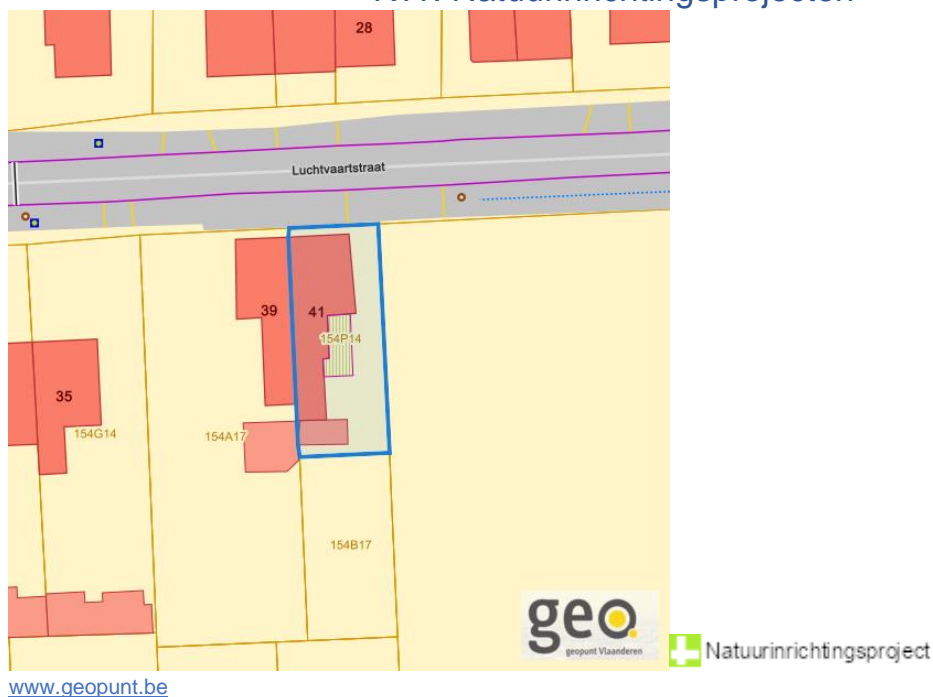 28
Luchtvaartstraat
39
41
154P14
35
154G14
154A17
154B17
geo
geopunt Vlaanderen
Natuurinrichtingsproject
www.geopunt.be